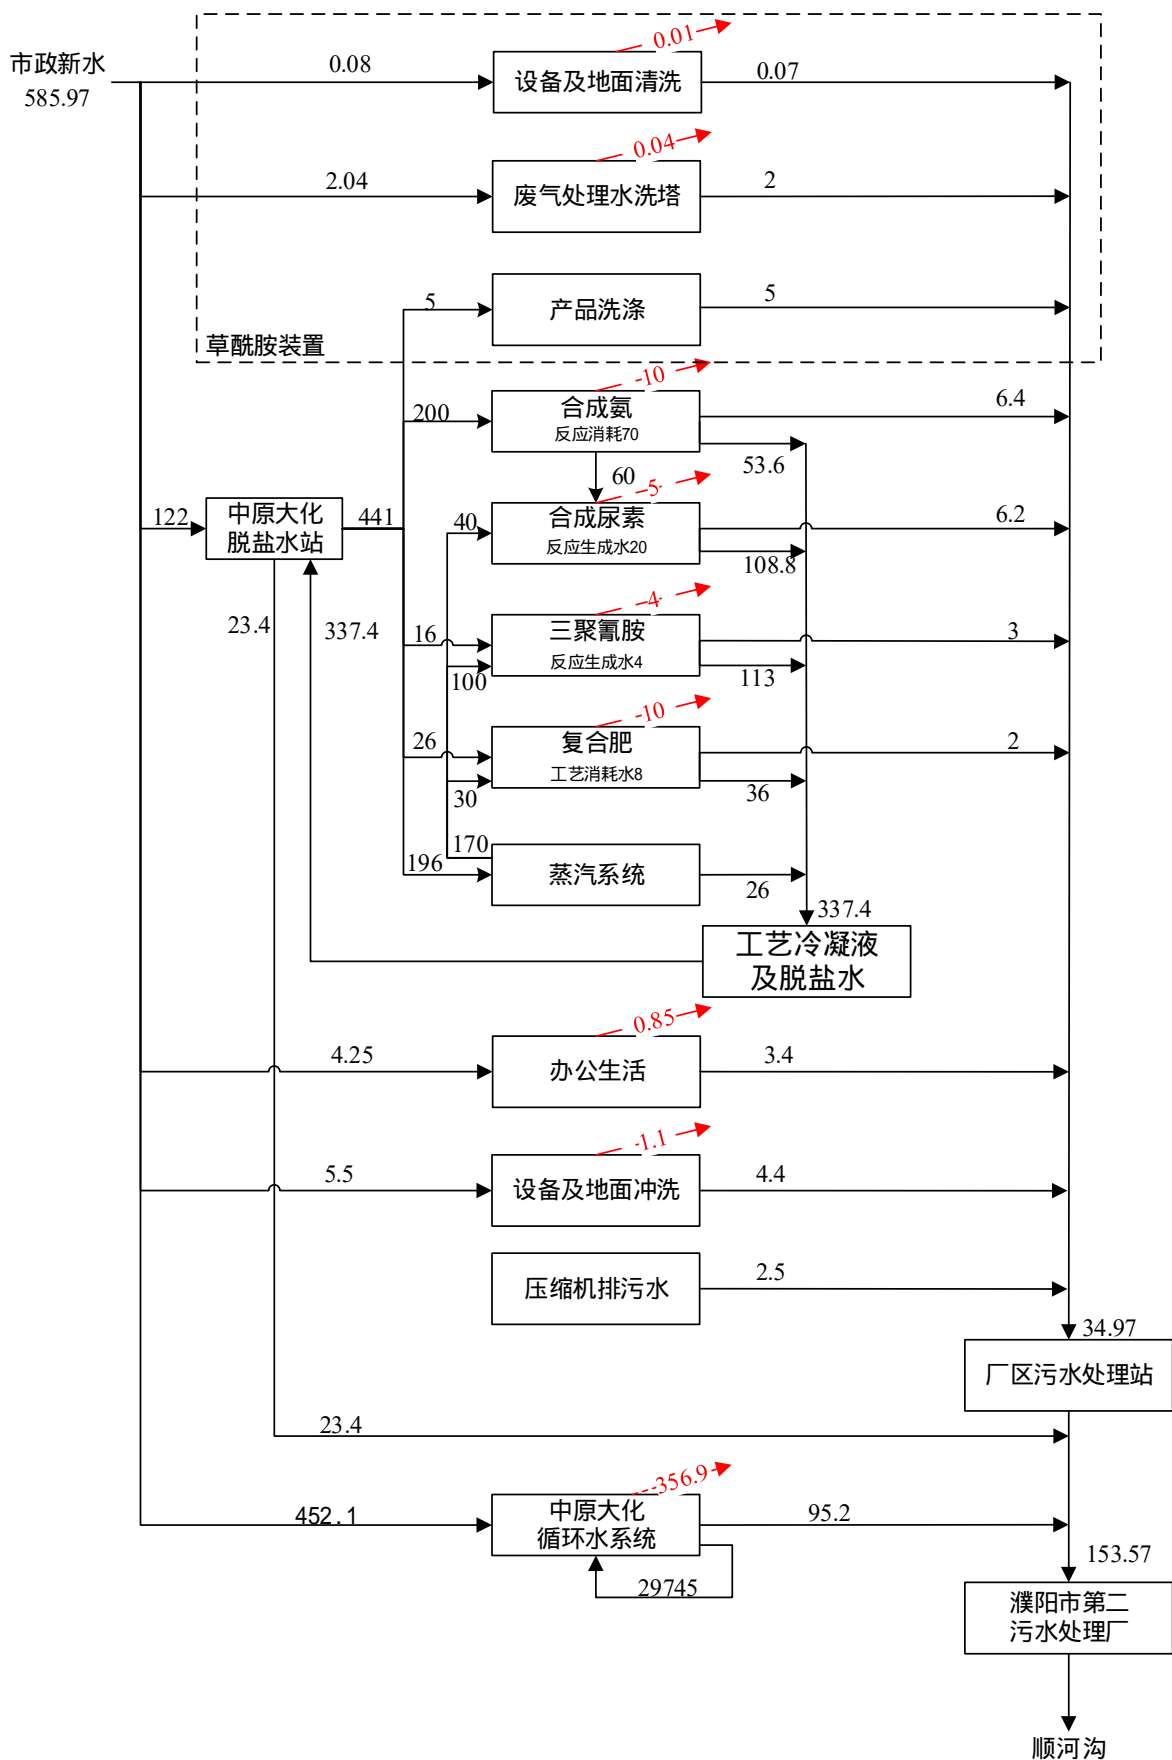 0.01
市政新水
585.97
0.08
设备及地面清洗
0.07
0.04
2.04
废气处理水洗塔
2
5
产品洗涤
5
草酰胺装置
-10
200
合成氨
反应消耗70
6.4
53.6
60
-5
122
中原大化
脱盐水站
441
40
合成尿素
反应生成水20
6.2
108.8
-4
23.4
337.4
16
三聚氰胺
反应生成水4
3
100
113
-10
26
复合肥
工艺消耗水8
2
30
36
170
196
蒸汽系统
26
337.4
工艺冷凝液
及脱盐水
0.85
4.25
办公生活
3.4
-1.1
5.5
设备及地面冲洗
4.4
压缩机排污水
2.5
34.97
厂区污水处理站
23.4
-356.9
452.1
中原大化
循环水系统
95.2
29745
153.57
濮阳市第二
污水处理厂
顺河沟